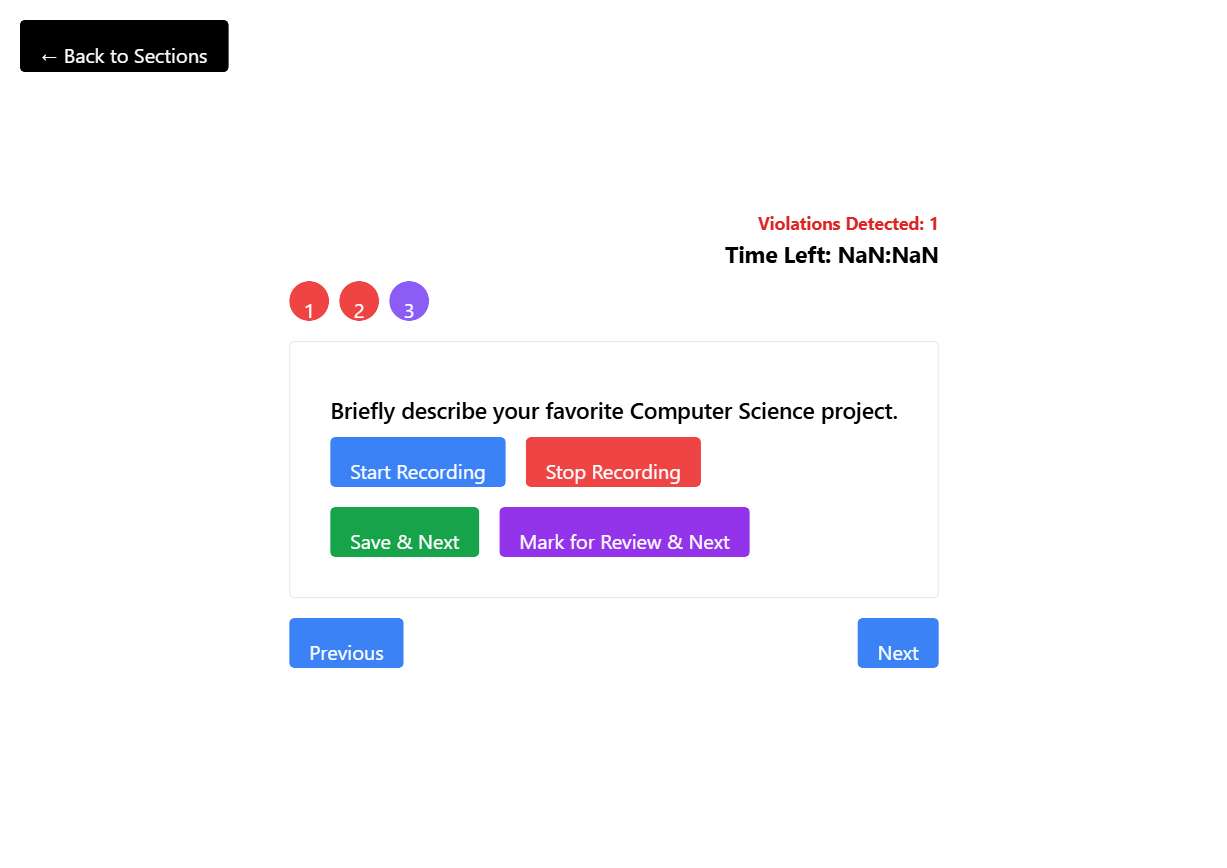 ← Back to Sections
Violations Detected: 1
Time Left: NaN:NaN
1 2 3
Briefly describe your favorite Computer Science project.
Start Recording Stop Recording
Save & Next Mark for Review & Next
Previous Next